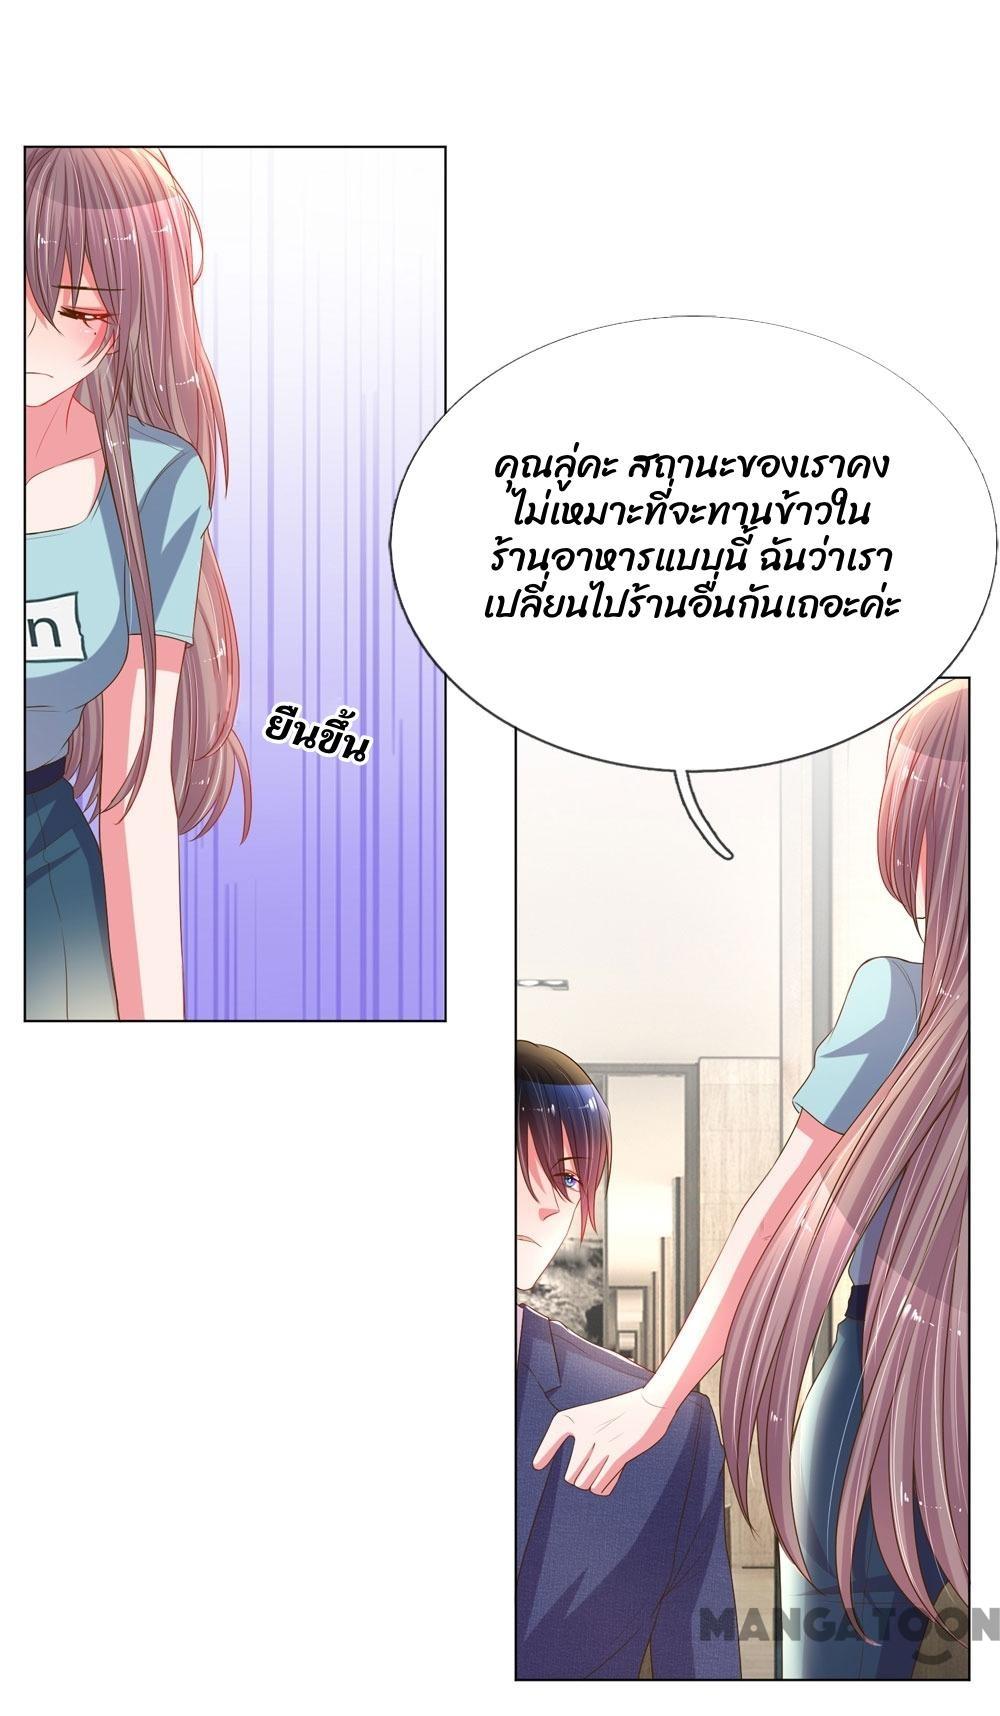 คุณลู่คะ สถานะของเราคง
ไม่เหมาะที่จะทานข้าวใน
ร้านอาหารแบบนี้ ฉันว่าเรา
เปลี่ยนไปร้านอื่นกันเถอะค่ะ
n
ยืนขึ้น
MANGATOON